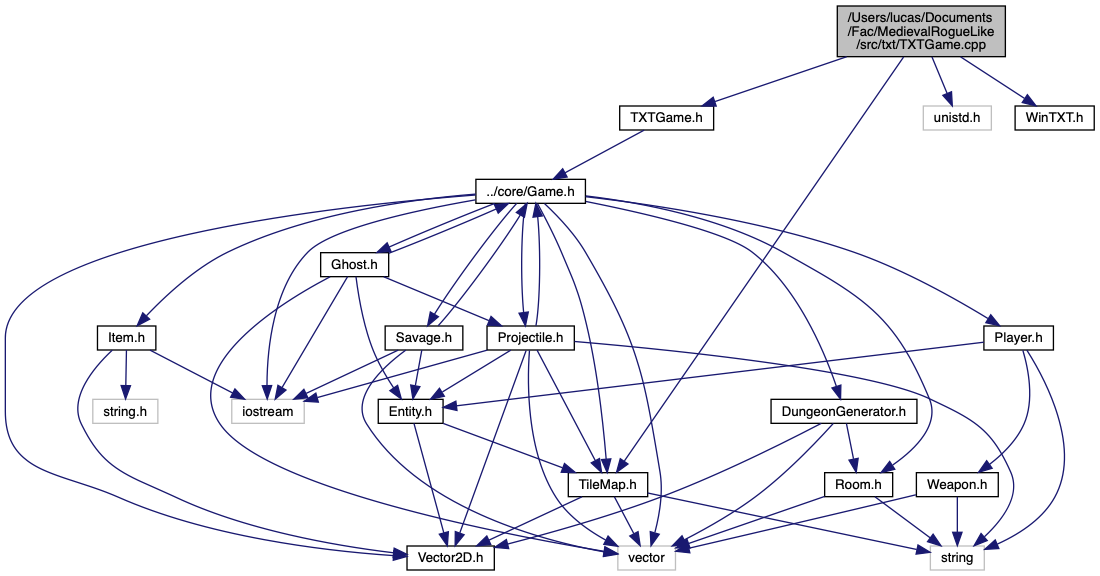 /Users/lucas/Documents
/Fac/MedievalRogueLike
/src/txt/TXTGame.cpp
TXTGame.h
unistd.h
WinTXT.h
../core/Game.h
Ghost.h
Item.h
Savage.h
Projectile.h
Player.h
string.h
iostream
Entity.h
DungeonGenerator.h
TileMap.h
Room.h
Weapon.h
Vector2D.h
vector
string